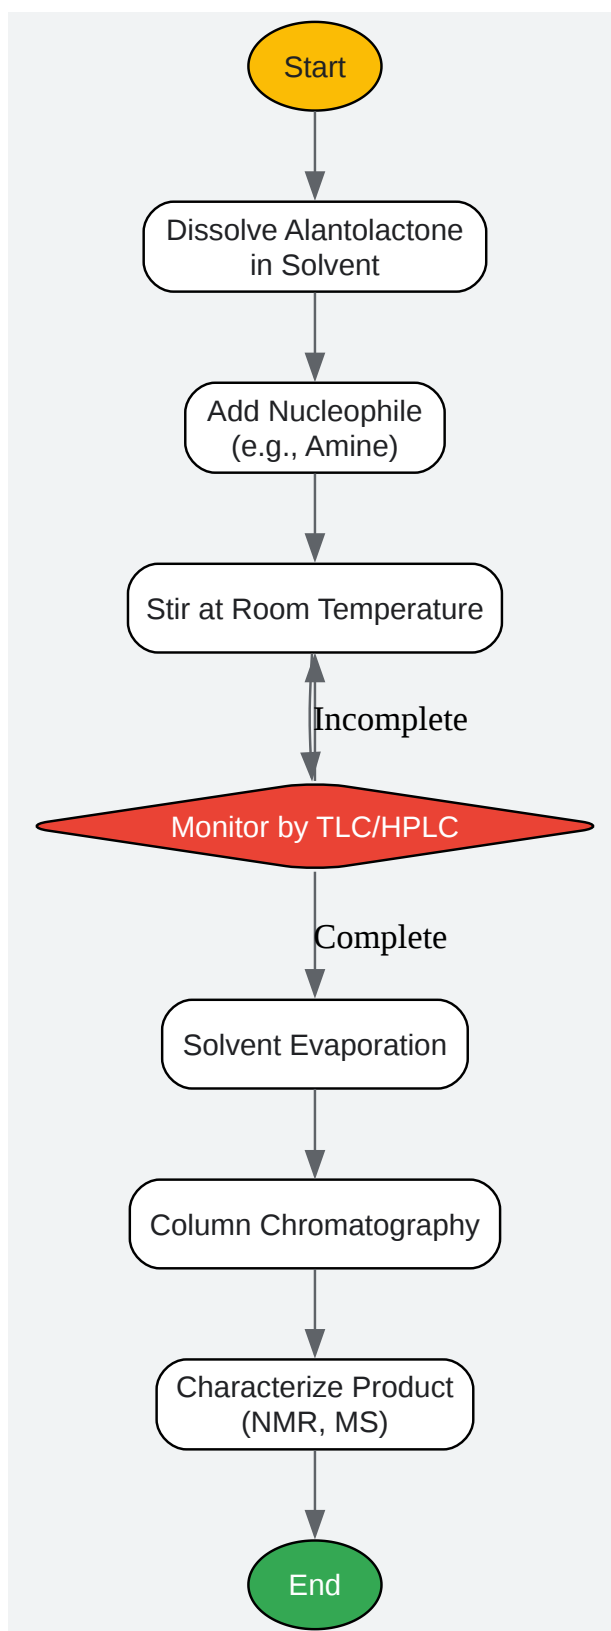 Start
Dissolve Alantolactone
in Solvent
Add Nucleophile
(e.g., Amine)
Stir at Room Temperature
Incomplete
Monitor by TLC/HPLC
Complete
Solvent Evaporation
Column Chromatography
Characterize Product
(NMR, MS)
End